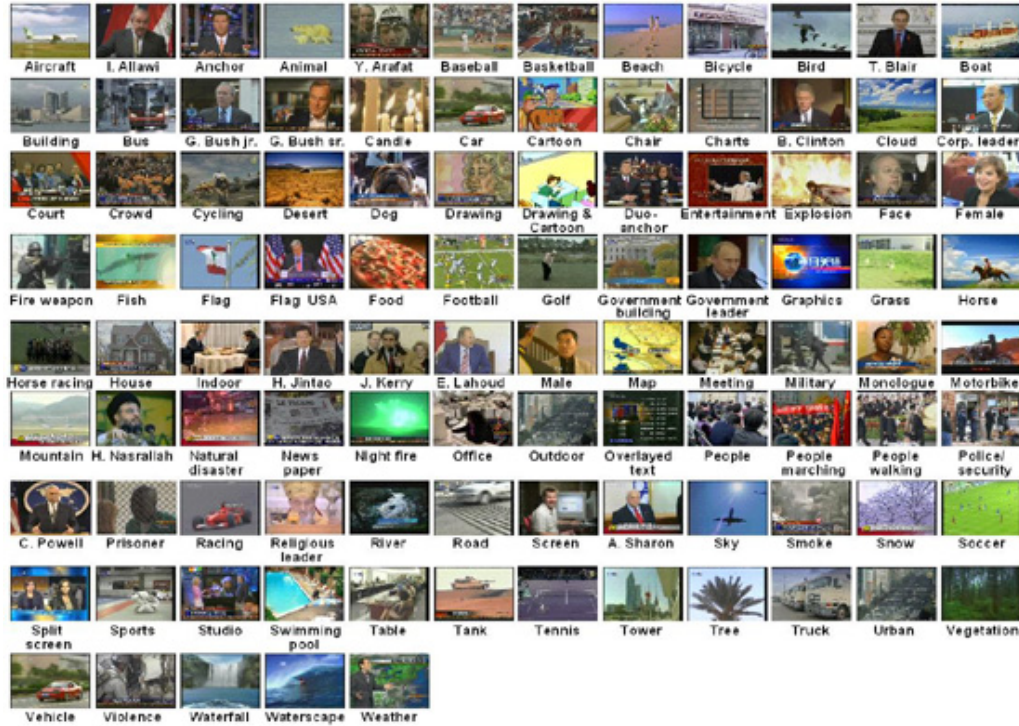 Aircraft I. Allawi Anchor Animal Y. Arafat Baseball Basketball Beach Bicycle Bird T. Blair Boat
Building Bus G. Bush jr. G. Bush sr. Candle Car Cartoon Chair Charts B. Clinton Cloud Corp. leader
Court Crowd Cycling Desert Dog Drawing Drawing & Duo- Entertainment Explosion Face Female
Cartoon anchor
Fire weapon Fish Flag Flag USA Food Football Golf Government Government Graphics Grass Horse
building leader
Horse racing House Indoor H. Jintao J. Kerry E. Lahoud Male Map Meeting Military Monologue Motorbike
Mountain H. Nasrallah Natural News Night fire Office Outdoor Overlayed People People People Police/
disaster paper text marching walking security
C. Powell Prisoner Racing Religious River Road Screen A. Sharon Sky Smoke Snow Soccer
leader
Split Sports Studio Swimming Table Tank Tennis Tower Tree Truck Urban Vegetation
screen pool
Vehicle Violence Waterfall Waterscape Weather